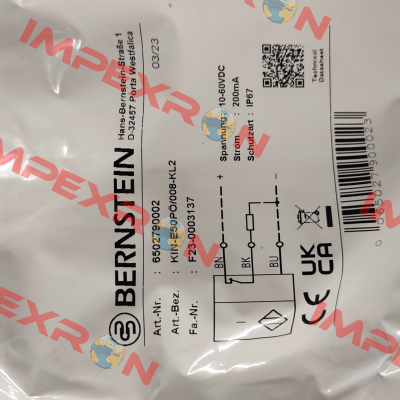 BERNSTEIN
Hans-Bernstein-Straße 1
D-32457 Porta Westfalica
03/23
Art.-Nr. : 6502790002
Art.-Bez. : KIN-E50PO/008-KL2
Fa.-Nr. : F23-0003137
Spannung : 10-60VDC
Strom : 200mA
Schutzart : IP67
Technical
Datasheet
BN
+
BK
BU
-
I
CE
UK
CA
IMPEXRON
IMPEXRON
IMPEXRON
IMPEXRON